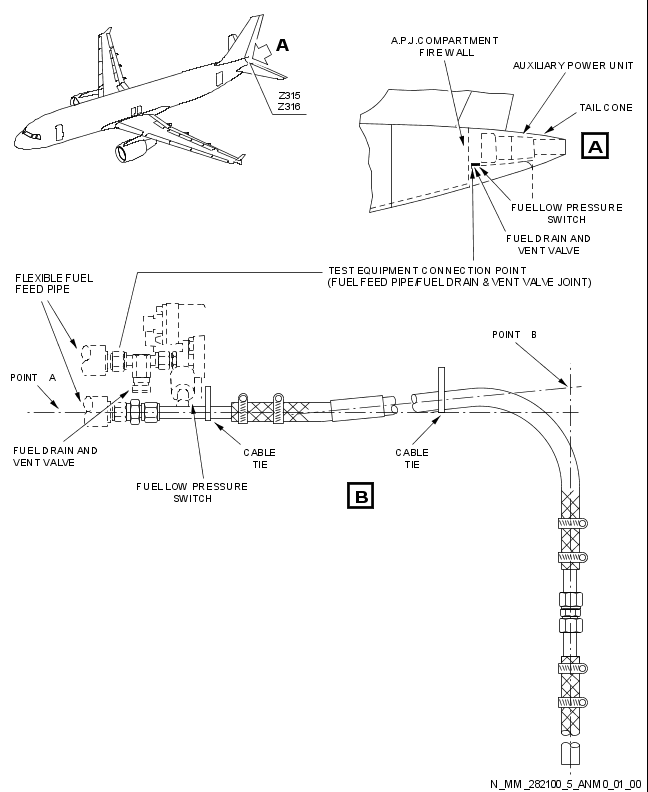 A
Z315
Z316
A.P.J.COMPARTMENT
FIREWALL
AUXILIARY POWER UNIT
TAIL CONE
A
FUEL LOW PRESSURE
SWITCH
FUEL DRAIN AND
VENT VALVE
FLEXIBLE FUEL
FEED PIPE
TEST EQUIPMENT CONNECTION POINT
(FUEL FEED PIPE/FUEL DRAIN & VENT VALVE JOINT)
POINT B
POINT A
FUEL DRAIN AND
VENT VALVE
CABLE
TIE
CABLE
TIE
FUEL LOW PRESSURE
SWITCH
B
N_MM_282100_5_ANM0_01_00